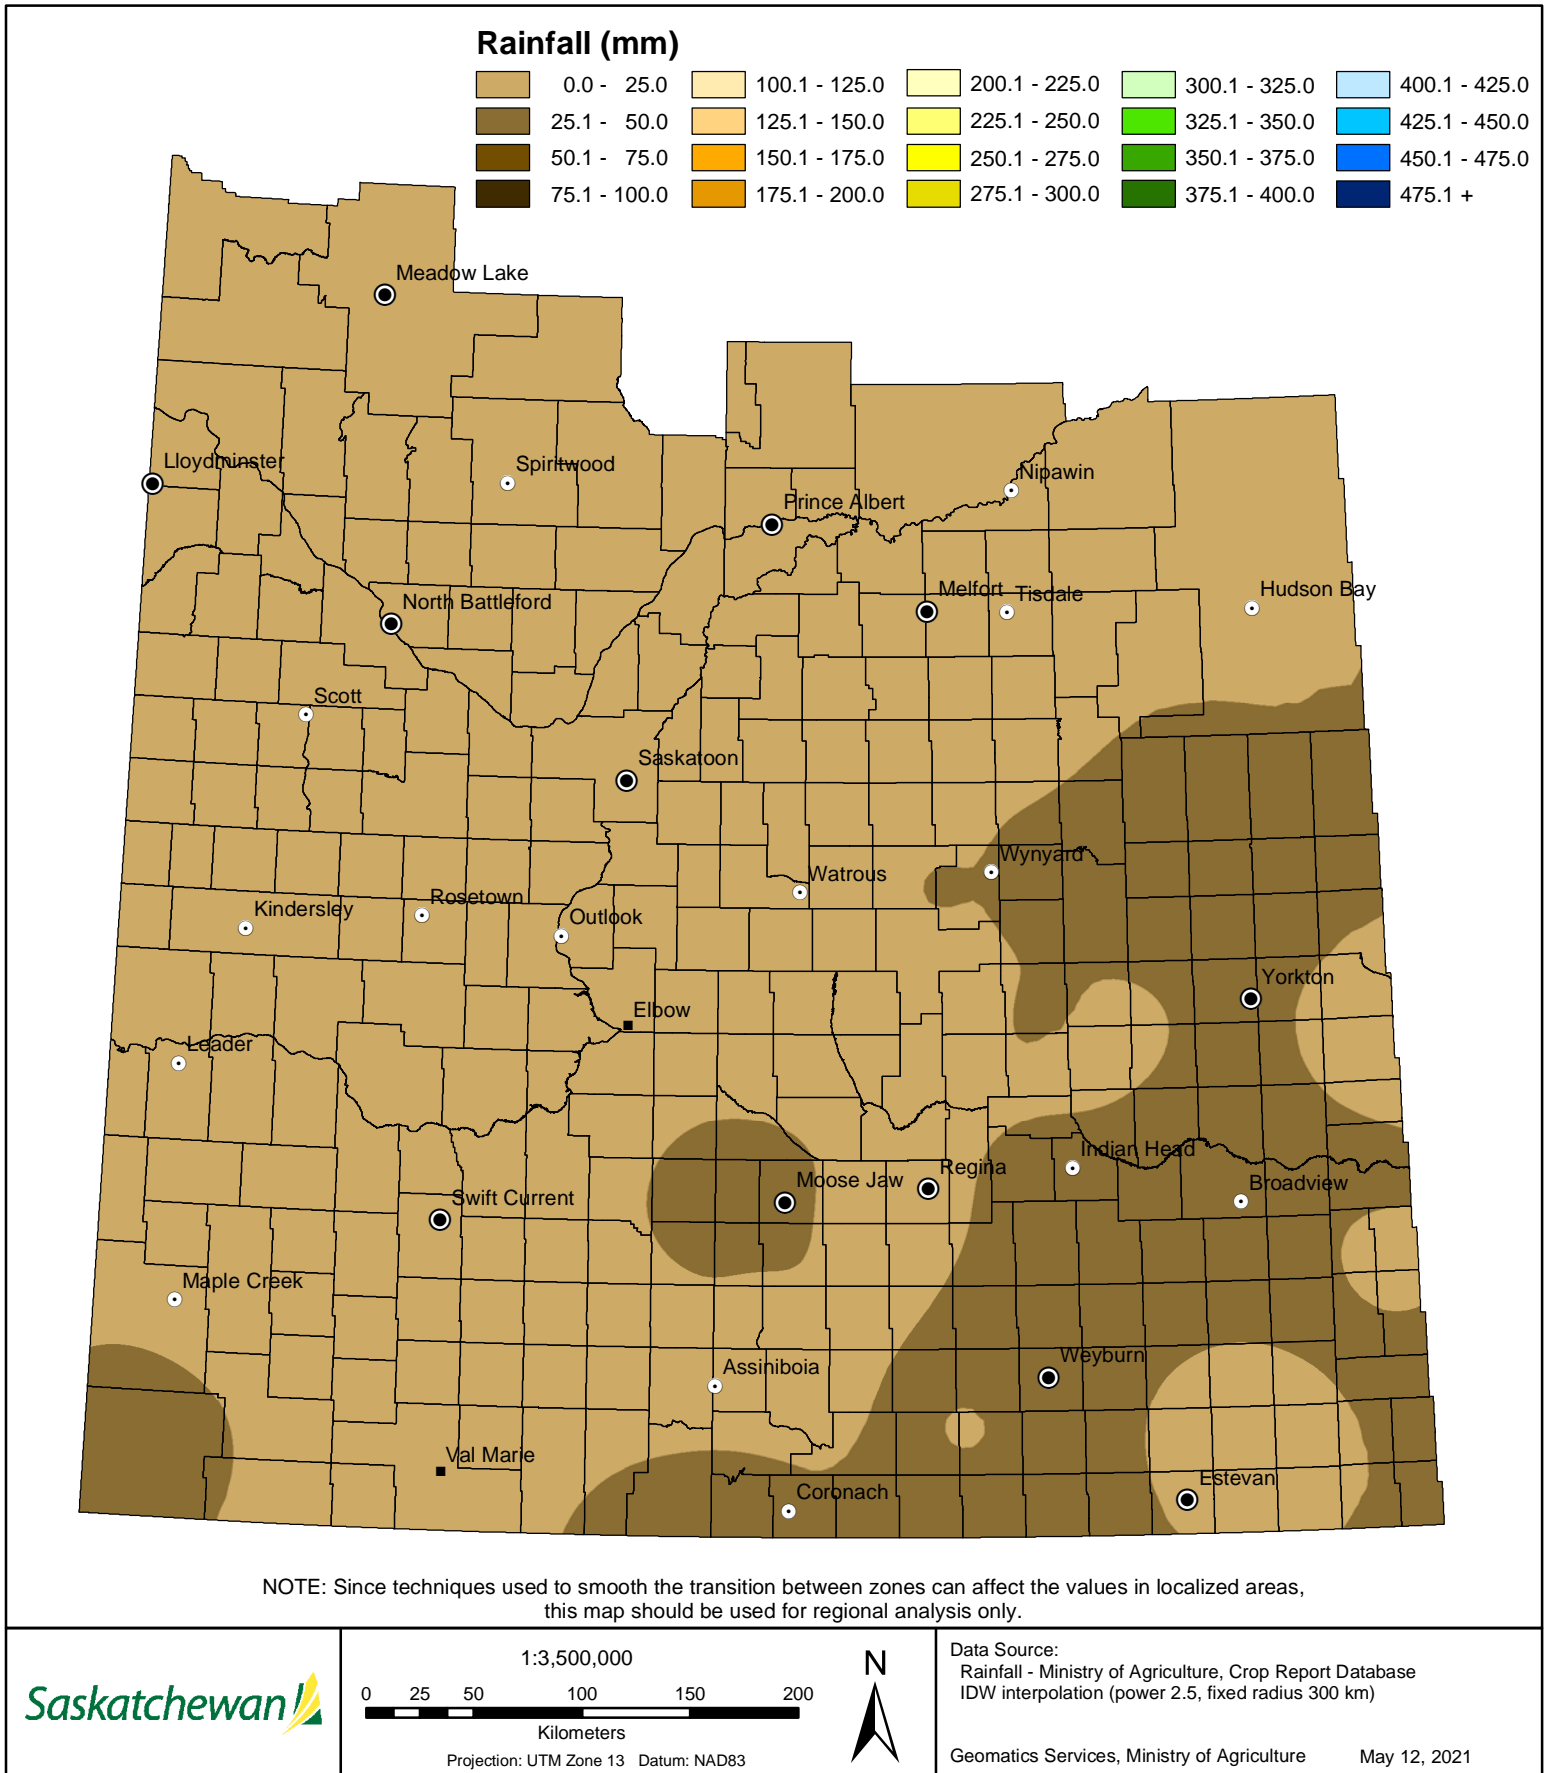 Rainfall (mm)
0.0 - 25.0
25.1 - 50.0
50.1 - 75.0
75.1 - 100.0
100.1 - 125.0
125.1 - 150.0
150.1 - 175.0
175.1 - 200.0
200.1 - 225.0
225.1 - 250.0
250.1 - 275.0
275.1 - 300.0
300.1 - 325.0
325.1 - 350.0
350.1 - 375.0
375.1 - 400.0
400.1 - 425.0
425.1 - 450.0
450.1 - 475.0
475.1 +
Meadow Lake
Lloydminster
Spiritwood
Nipawin
Prince Albert
Melfort
Tisdale
Hudson Bay
North Battleford
Scott
Saskatoon
Wynyard
Watrous
Rosetown
Kindersley
Outlook
Yorkton
Elbow
Leader
Indian Head
Regina
Moose Jaw
Broadview
Swift Current
Maple Creek
Weyburn
Assiniboia
Val Marie
Estevan
Coronach
NOTE: Since techniques used to smooth the transition between zones can affect the values in localized areas,
this map should be used for regional analysis only.
Saskatchewan
1:3,500,000
0 25 50 100 150 200
Kilometers
Projection: UTM Zone 13 Datum: NAD83
N
Data Source:
Rainfall - Ministry of Agriculture, Crop Report Database
IDW interpolation (power 2.5, fixed radius 300 km)
Geomatics Services, Ministry of Agriculture May 12, 2021